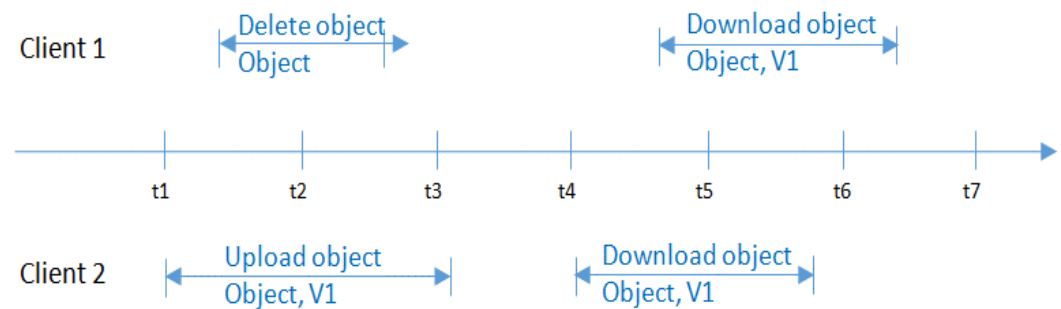 Delete object
Download object
Client 1
Object
Object, V1
t1 t2 t3 t4 t5 t6 t7
Upload object
Download object
Client 2
Object, V1
Object, V1